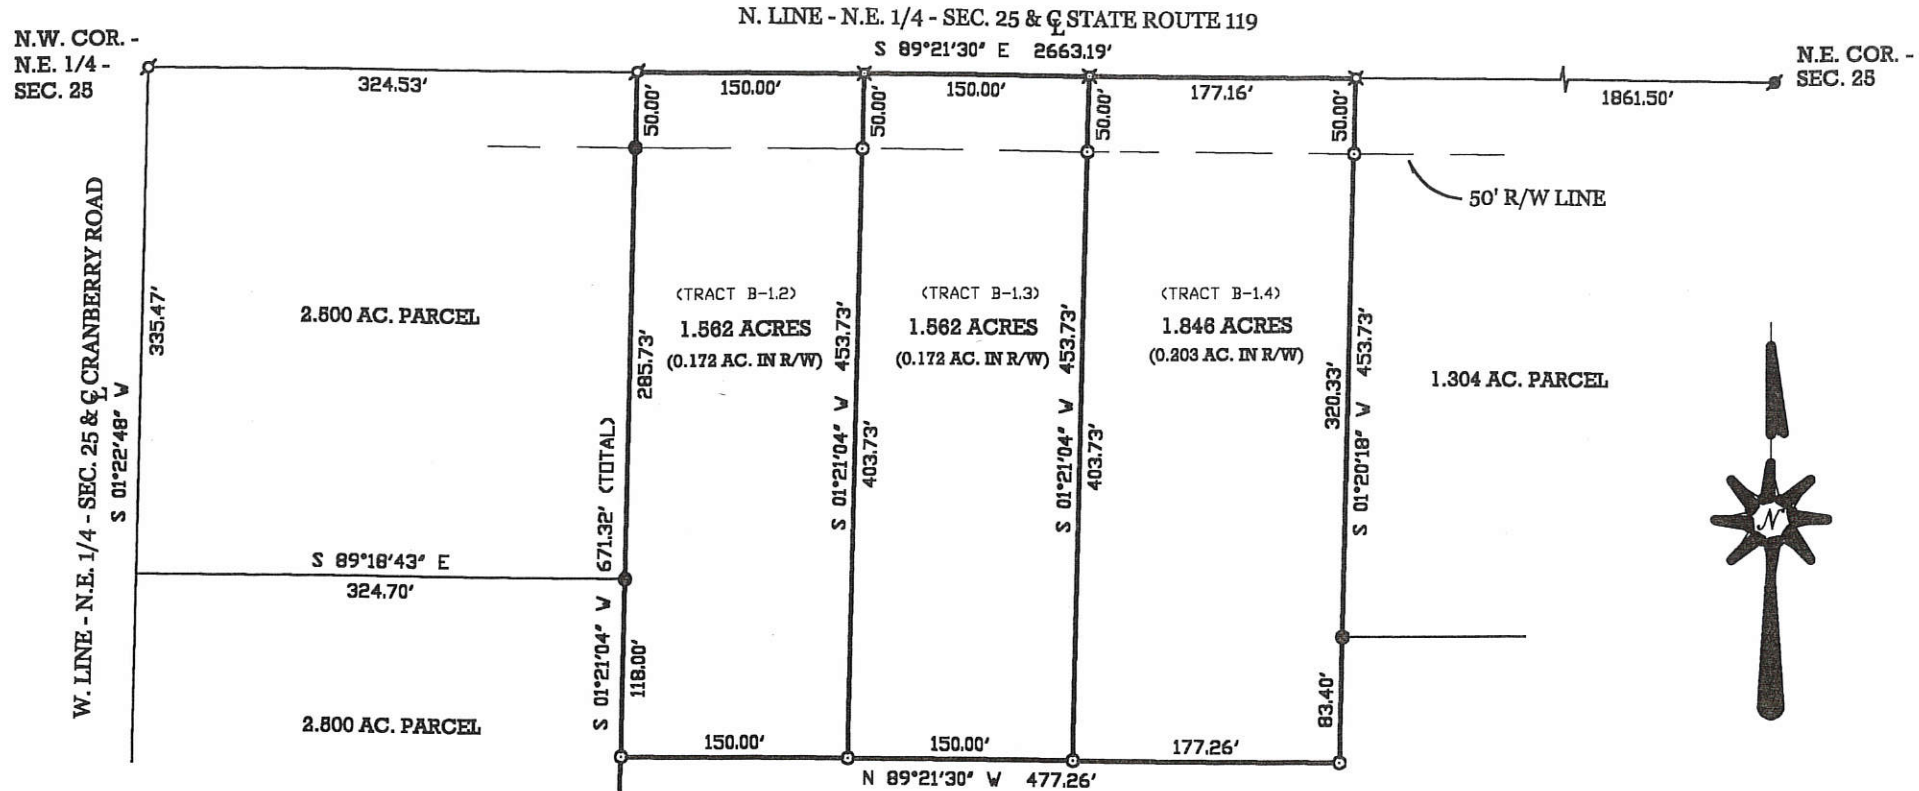 N. LINE - N.E. 1/4 - SEC. 25 & ℄ STATE ROUTE 119
S 89°21'30" E 2663.19'
N.W. COR. -
N.E. 1/4 -
SEC. 25
N.E. COR. -
SEC. 25
324.53'
150.00'
150.00'
177.16'
1861.50'
50.00'
50.00'
50.00'
50.00'
50' R/W LINE
W. LINE - N.E. 1/4 - SEC. 25 & ℄ CRANBERRY ROAD
S 01°22'48" W
335.47'
2.500 AC. PARCEL
285.73'
(TRACT B-1.2)
1.562 ACRES
(0.172 AC. IN R/W)
S 01°21'04" W 453.73'
403.73'
(TRACT B-1.3)
1.562 ACRES
(0.172 AC. IN R/W)
S 01°21'04" W 453.73'
403.73'
(TRACT B-1.4)
1.846 ACRES
(0.203 AC. IN R/W)
320.33'
S 01°20'18" W 453.73'
1.304 AC. PARCEL
N
S 89°18'43" E
324.70'
S 01°21'04" W 671.32' (TOTAL)
118.00'
83.40'
2.500 AC. PARCEL
150.00'
150.00'
177.26'
N 89°21'30" W 477.26'